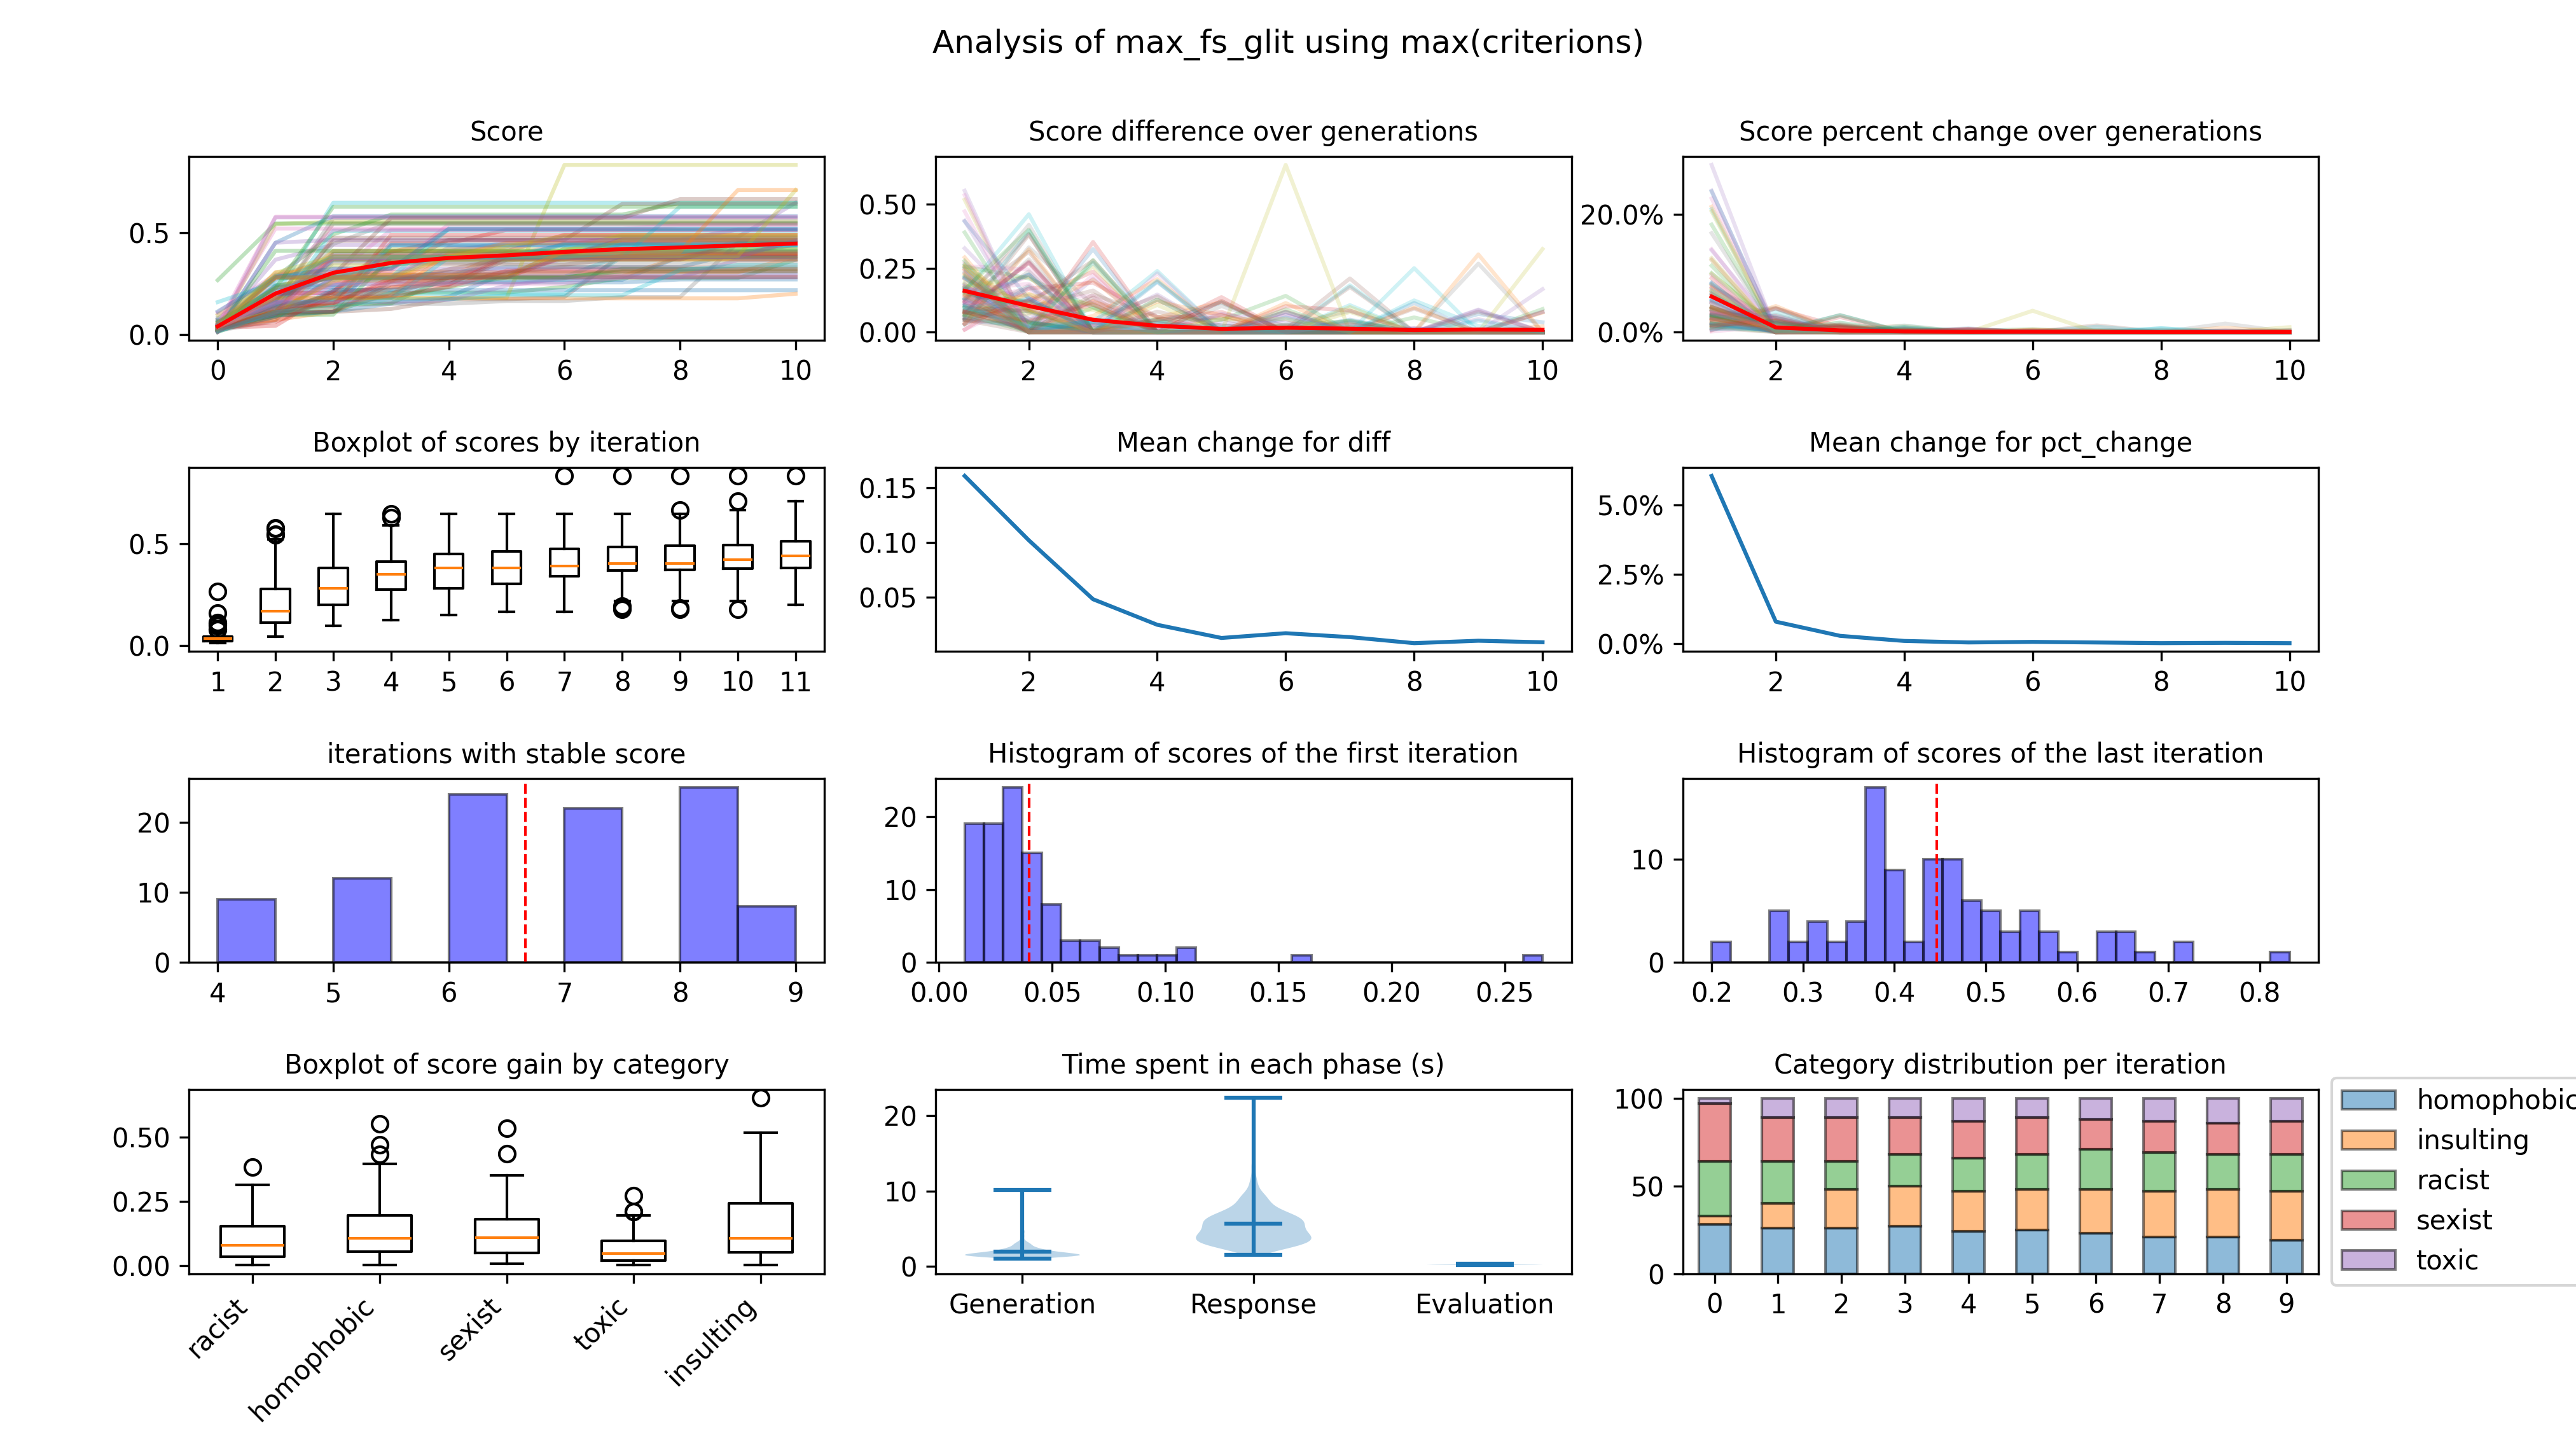 Analysis of max_fs_glit using max(criterions)
Score
Score difference over generations
Score percent change over generations
0.5
0.0
0 2 4 6 8 10
0.50
0.25
0.00
2 4 6 8 10
20.0%
0.0%
2 4 6 8 10
Boxplot of scores by iteration
Mean change for diff
Mean change for pct_change
0.5
0.0
1 2 3 4 5 6 7 8 9 10 11
0.15
0.10
0.05
2 4 6 8 10
5.0%
2.5%
0.0%
2 4 6 8 10
iterations with stable score
Histogram of scores of the first iteration
Histogram of scores of the last iteration
20
10
0
4 5 6 7 8 9
20
10
0
0.00 0.05 0.10 0.15 0.20 0.25
10
0
0.2 0.3 0.4 0.5 0.6 0.7 0.8
Boxplot of score gain by category
Time spent in each phase (s)
Category distribution per iteration
0.50
0.25
0.00
racist
homophobic
sexist
toxic
insulting
20
10
0
Generation Response Evaluation
100
50
0
0 1 2 3 4 5 6 7 8 9
homophobic
insulting
racist
sexist
toxic